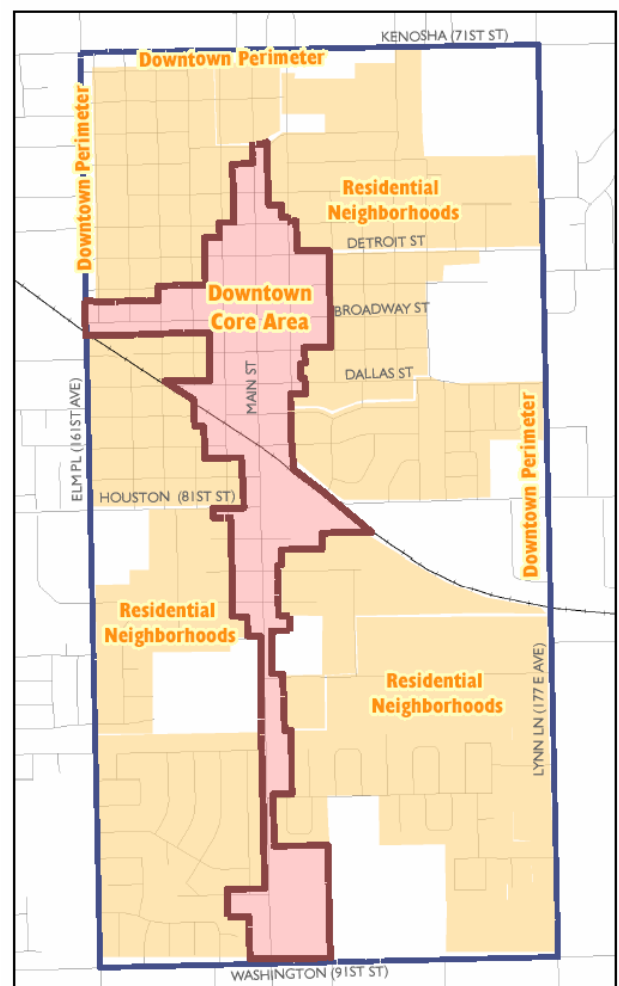 KENOSHA (71ST ST)
Downtown Perimeter
Downtown Perimeter
Residential
Neighborhoods
DETROIT ST
Downtown
Core Area
BROADWAY ST
DALLAS ST
MAIN ST
ELM PL (161ST AVE)
Downtown Perimeter
HOUSTON (81ST ST)
Residential
Neighborhoods
Residential
Neighborhoods
LYNN LN (177 E AVE)
WASHINGTON (91ST ST)